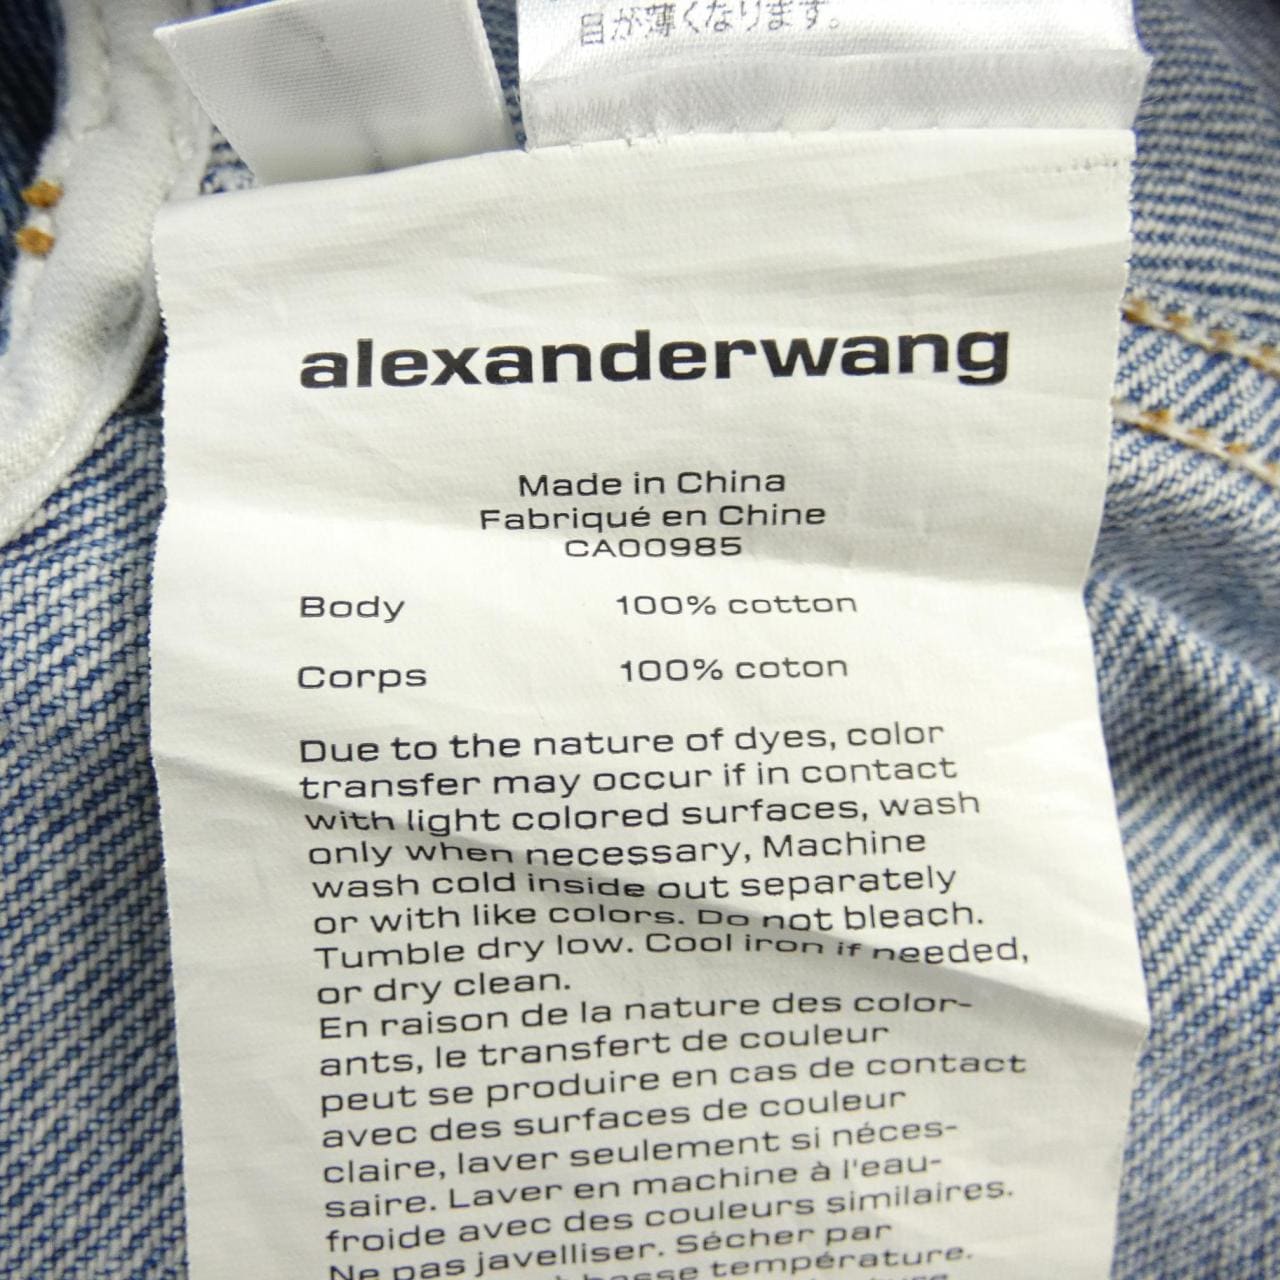 目が薄くなります。
alexanderwang
Made in China
Fabriqué en Chine
CA00985
Body 100% cotton
Corps 100% coton
Due to the nature of dyes, color
transfer may occur if in contact
with light colored surfaces, wash
only when necessary, Machine
wash cold inside out separately
or with like colors. Do not bleach.
Tumble dry low. Cool iron if needed,
or dry clean.
En raison de la nature des color-
ants, le transfert de couleur
peut se produire en cas de contact
avec des surfaces de couleur
claire, laver seulement si néces-
saire. Laver en machine à l'eau-
froide avec des couleurs similaires.
Ne pas javelliser. Sécher par
basse température.